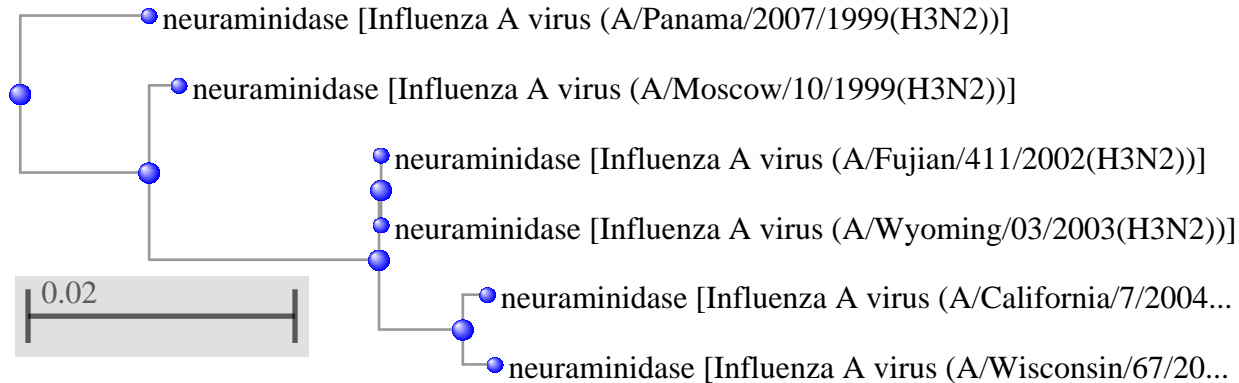 neuraminidase [Influenza A virus (A/Panama/2007/1999(H3N2))]
neuraminidase [Influenza A virus (A/Moscow/10/1999(H3N2))]
neuraminidase [Influenza A virus (A/Fujian/411/2002(H3N2))]
neuraminidase [Influenza A virus (A/Wyoming/03/2003(H3N2))]
0.02
neuraminidase [Influenza A virus (A/California/7/2004...
neuraminidase [Influenza A virus (A/Wisconsin/67/20...